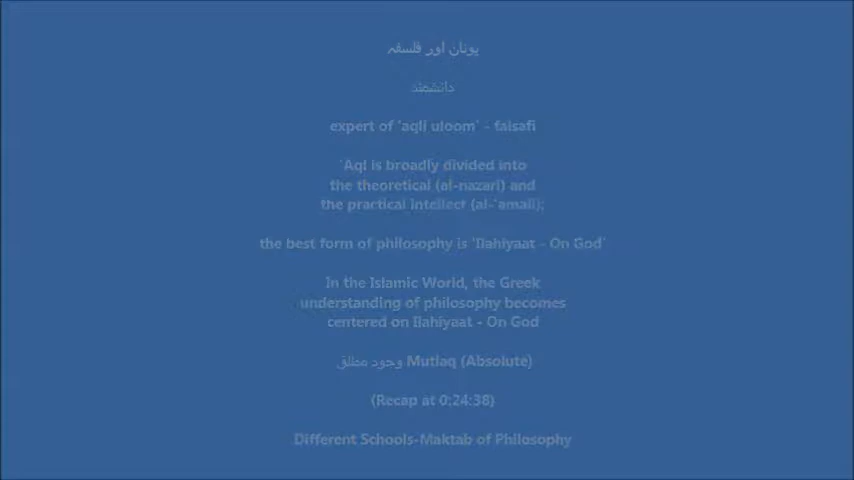 یونان اور فلسفہ
دانشمند
expert of 'aqli uloom' - falsafi
'Aql is broadly divided into
the theoretical (al-nazari) and
the practical intellect (al-'amali);
the best form of philosophy is 'Ilahiyaat - On God'
In the Islamic World, the Greek
understanding of philosophy becomes
centered on Ilahiyaat - On God
وجود مطلق Mutlaq (Absolute)
(Recap at 0:24:38)
Different Schools-Maktab of Philosophy